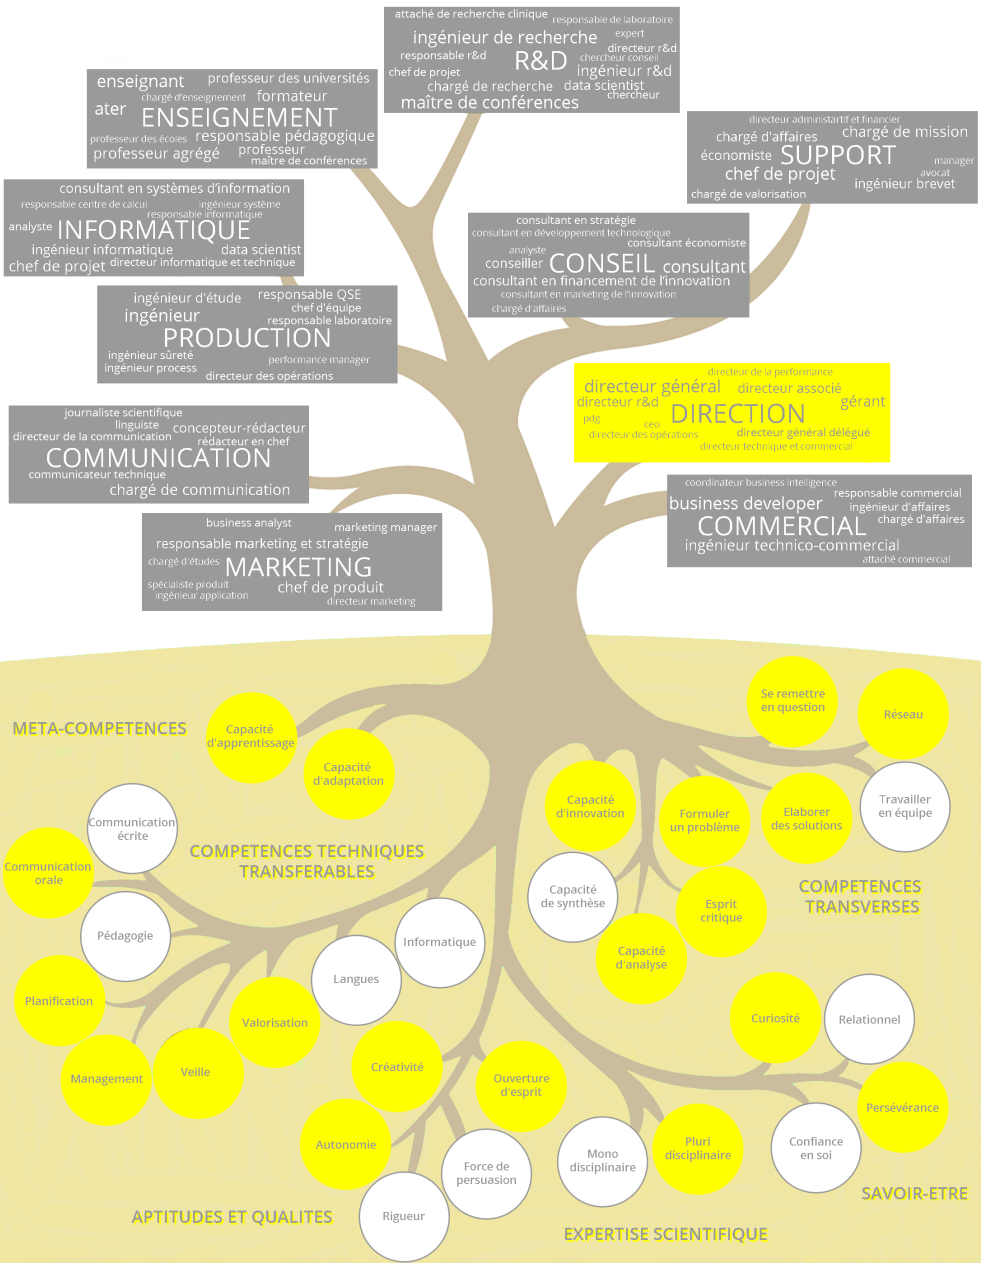 attaché de recherche clinique
responsable de laboratoire
ingénieur de recherche
expert
responsable r&d
R&D
directeur r&d
chercheur conseil
chef de projet
ingénieur r&d
chargé de recherche
data scientist
maître de conférences
chercheur
enseignant
professeur des universités
chargé d'enseignement
formateur
ater
ENSEIGNEMENT
professeur des écoles
responsable pédagogique
professeur agrégé
professeur
maître de conférences
directeur administartif et financier
chargé d'affaires
chargé de mission
économiste
SUPPORT
manager
chef de projet
avocat
ingénieur brevet
chargé de valorisation
consultant en systèmes d'information
responsable centre de calcul
ingénieur système
responsable informatique
analyste
INFORMATIQUE
ingénieur informatique
data scientist
chef de projet
directeur informatique et technique
consultant en stratégie
consultant en développement technologique
consultant économiste
analyste
conseiller
CONSEIL
consultant
consultant en financement de l'innovation
consultant en marketing de l'innovation
chargé d'affaires
ingénieur d'étude
responsable QSE
chef d'équipe
ingénieur
responsable laboratoire
PRODUCTION
ingénieur sûreté
performance manager
ingénieur process
directeur des opérations
directeur de la performance
directeur général
directeur associé
directeur r&d
DIRECTION
gérant
pdg
ceo
directeur des opérations
directeur général délégué
directeur technique et commercial
journaliste scientifique
linguiste
concepteur-rédacteur
directeur de la communication
rédacteur en chef
COMMUNICATION
communicateur technique
chargé de communication
coordinateur business intelligence
business developer
responsable commercial
ingénieur d'affaires
COMMERCIAL
chargé d'affaires
ingénieur technico-commercial
attaché commercial
business analyst
marketing manager
responsable marketing et stratégie
chargé d'études
MARKETING
spécialiste produit
chef de produit
ingénieur application
directeur marketing
META-COMPETENCES
Capacité
d'apprentissage
Capacité
d'adaptation
Se remettre
en question
Réseau
Capacité
d'innovation
Formuler
un problème
Elaborer
des solutions
Travailler
en équipe
Communication
écrite
Communication
orale
COMPETENCES TECHNIQUES
TRANSFERABLES
Capacité
de synthèse
Esprit
critique
COMPETENCES
TRANSVERSES
Pédagogie
Informatique
Capacité
d'analyse
Langues
Planification
Valorisation
Curiosité
Relationnel
Management
Veille
Créativité
Ouverture
d'esprit
Persévérance
Autonomie
Force de
persuasion
Mono
disciplinaire
Pluri
disciplinaire
Confiance
en soi
Rigueur
SAVOIR-ETRE
APTITUDES ET QUALITES
EXPERTISE SCIENTIFIQUE